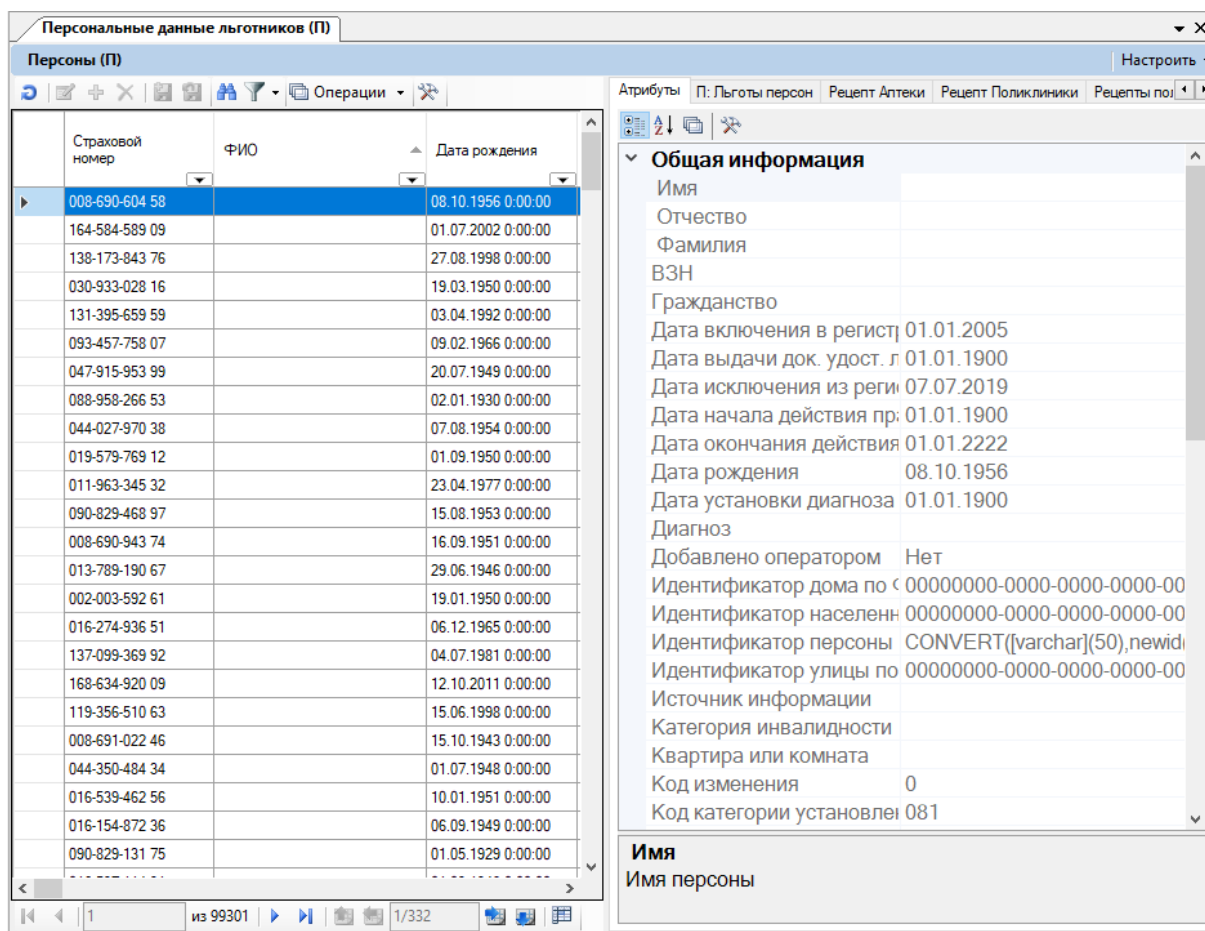 Персональные данные льготников (П)
Персоны (П)
Настроить
Операции
Страховой номер
ФИО
Дата рождения
008-690-604 58 08.10.1956 0:00:00
164-584-589 09 01.07.2002 0:00:00
138-173-843 76 27.08.1998 0:00:00
030-933-028 16 19.03.1950 0:00:00
131-395-659 59 03.04.1992 0:00:00
093-457-758 07 09.02.1966 0:00:00
047-915-953 99 20.07.1949 0:00:00
088-958-266 53 02.01.1930 0:00:00
044-027-970 38 07.08.1954 0:00:00
019-579-769 12 01.09.1950 0:00:00
011-963-345 32 23.04.1977 0:00:00
090-829-468 97 15.08.1953 0:00:00
008-690-943 74 16.09.1951 0:00:00
013-789-190 67 29.06.1946 0:00:00
002-003-592 61 19.01.1950 0:00:00
016-274-936 51 06.12.1965 0:00:00
137-099-369 92 04.07.1981 0:00:00
168-634-920 09 12.10.2011 0:00:00
119-356-510 63 15.06.1998 0:00:00
008-691-022 46 15.10.1943 0:00:00
044-350-484 34 01.07.1948 0:00:00
016-539-462 56 10.01.1951 0:00:00
016-154-872 36 06.09.1949 0:00:00
090-829-131 75 01.05.1929 0:00:00
1 из 99301 1/332
Атрибуты П: Льготы персон Рецепт Аптеки Рецепт Поликлиники Рецепты пол
Общая информация
Имя
Отчество
Фамилия
ВЗН
Гражданство
Дата включения в регист 01.01.2005
Дата выдачи док. удост. л 01.01.1900
Дата исключения из реги 07.07.2019
Дата начала действия пра 01.01.1900
Дата окончания действия 01.01.2222
Дата рождения 08.10.1956
Дата установки диагноза 01.01.1900
Диагноз
Добавлено оператором Нет
Идентификатор дома по 00000000-0000-0000-0000-00
Идентификатор населенн 00000000-0000-0000-0000-00
Идентификатор персоны CONVERT([varchar](50),newid(
Идентификатор улицы по 00000000-0000-0000-0000-00
Источник информации
Категория инвалидности
Квартира или комната
Код изменения 0
Код категории установле 081
Имя
Имя персоны